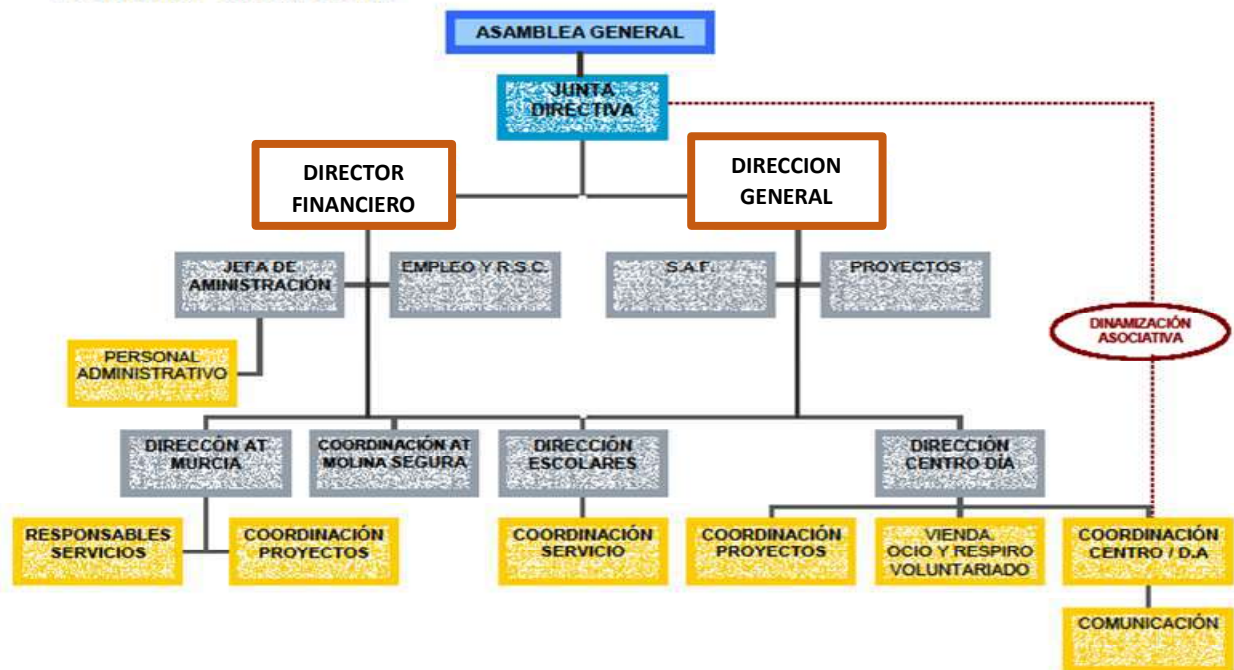 ASAMBLEA GENERAL
JUNTA
DIRECTIVA
DIRECTOR
FINANCIERO
DIRECCION
GENERAL
JEFA DE
AMINISTRACIÓN
EMPLEO Y R.S.C.
S.A.F.
PROYECTOS
DINAMIZACIÓN
ASOCIATIVA
PERSONAL
ADMINISTRATIVO
DIRECCÓN AT
MURCIA
COORDINACIÓN AT
MOLINA SEGURA
DIRECCIÓN
ESCOLARES
DIRECCIÓN
CENTRO DÍA
RESPONSABLES
SERVICIOS
COORDINACIÓN
PROYECTOS
COORDINACIÓN
SERVICIO
COORDINACIÓN
PROYECTOS
VIENDA.
OCIO Y RESPIRO
VOLUNTARIADO
COORDINACIÓN
CENTRO / D.A
COMUNICACIÓN